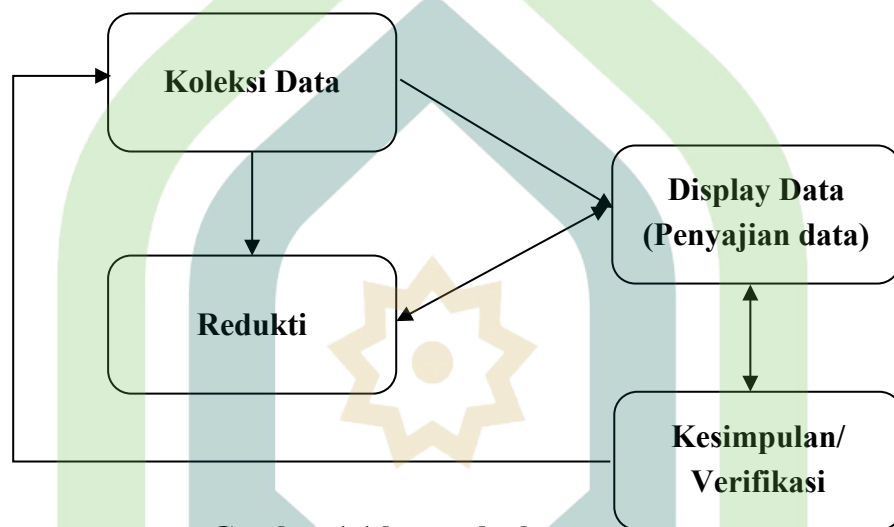 Koleksi Data
Display Data
(Penyajian data)
Redukti
Kesimpulan/
Verifikasi